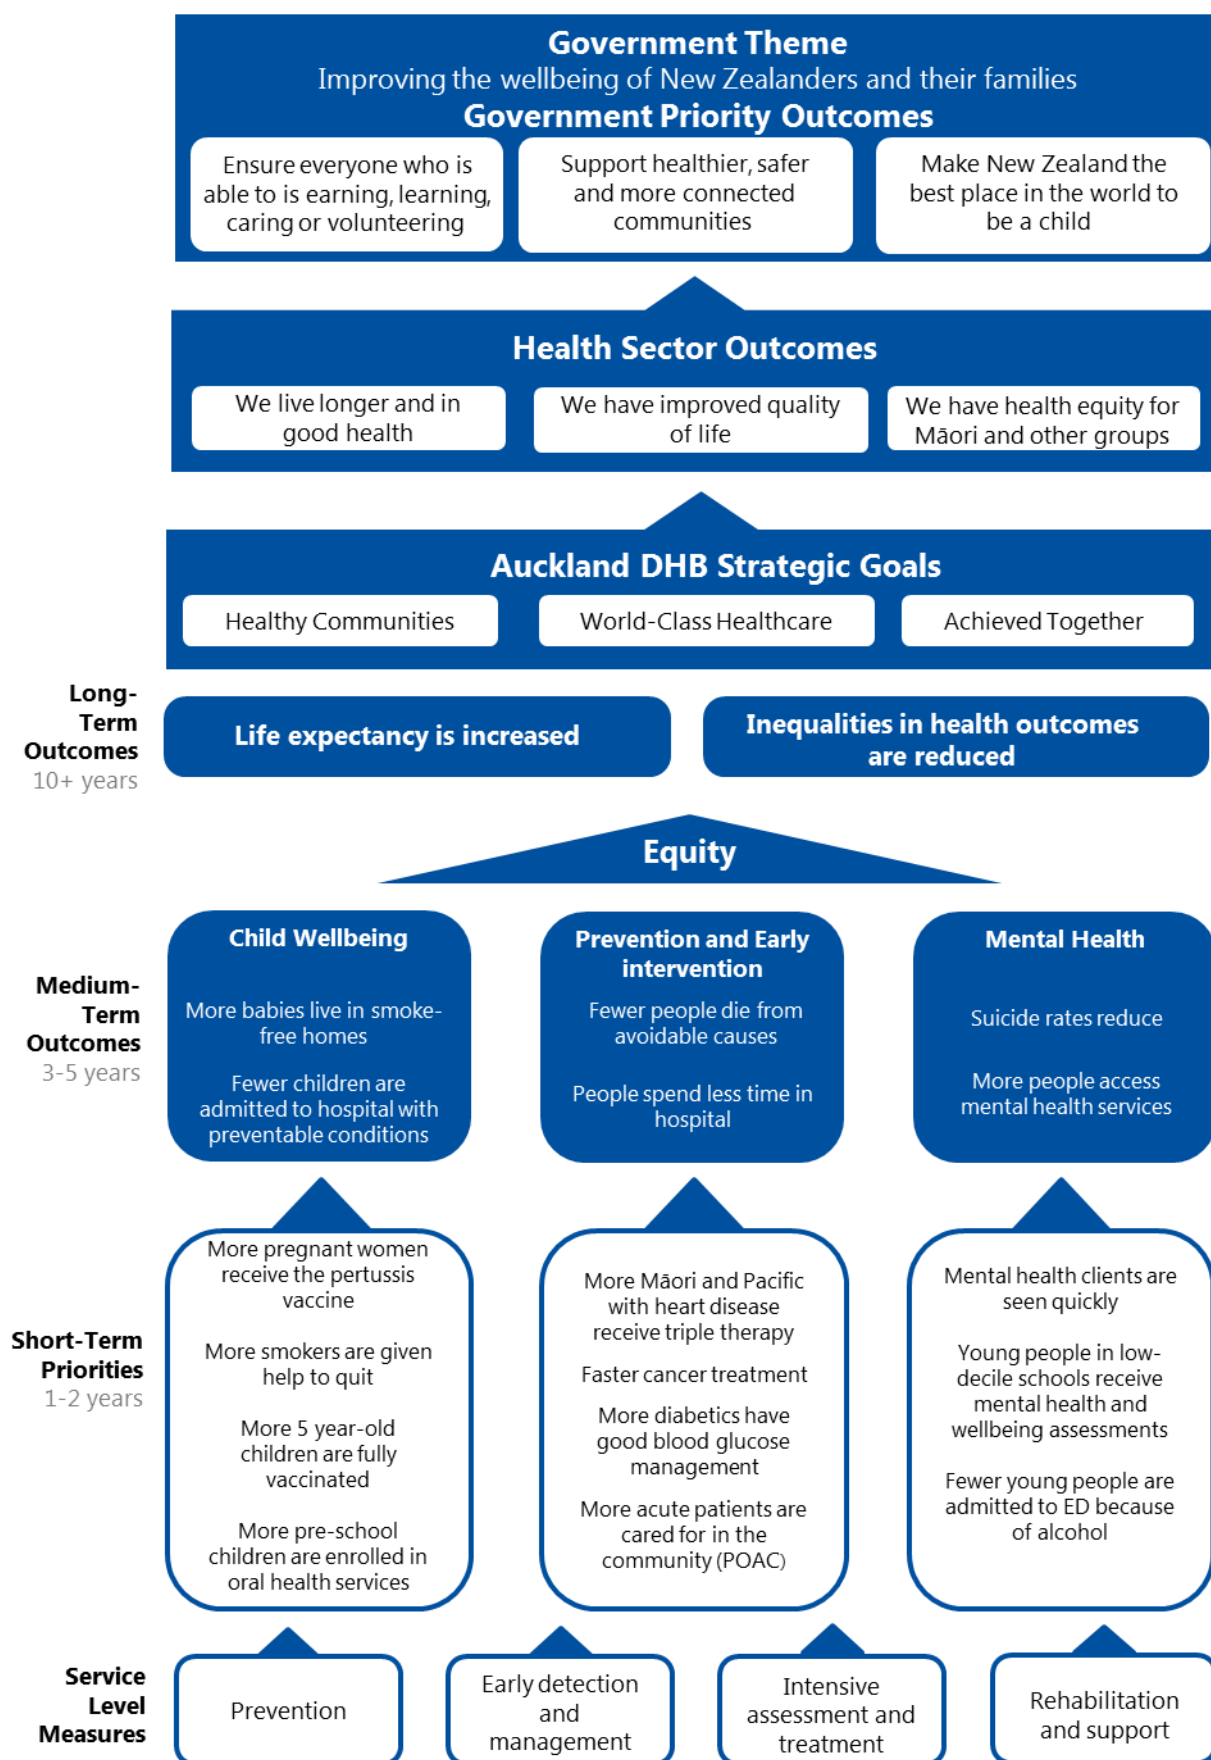 Government Theme
Improving the wellbeing of New Zealanders and their families
Government Priority Outcomes
Ensure everyone who is
able to is earning, learning,
caring or volunteering
Support healthier, safer
and more connected
communities
Make New Zealand the
best place in the world to
be a child
Health Sector Outcomes
We live longer and in
good health
We have improved quality
of life
We have health equity for
Māori and other groups
Auckland DHB Strategic Goals
Healthy Communities
World-Class Healthcare
Achieved Together
Long-
Term
Outcomes
10+ years
Life expectancy is increased
Inequalities in health outcomes
are reduced
Equity
Medium-
Term
Outcomes
3-5 years
Child Wellbeing
More babies live in smoke-
free homes
Fewer children are
admitted to hospital with
preventable conditions
Prevention and Early
intervention
Fewer people die from
avoidable causes
People spend less time in
hospital
Mental Health
Suicide rates reduce
More people access
mental health services
Short-Term
Priorities
1-2 years
More pregnant women
receive the pertussis
vaccine
More smokers are given
help to quit
More 5 year-old
children are fully
vaccinated
More pre-school
children are enrolled in
oral health services
More Māori and Pacific
with heart disease
receive triple therapy
Faster cancer treatment
More diabetics have
good blood glucose
management
More acute patients are
cared for in the
community (POAC)
Mental health clients are
seen quickly
Young people in low-
decile schools receive
mental health and
wellbeing assessments
Fewer young people are
admitted to ED because
of alcohol
Service
Level
Measures
Prevention
Early detection
and
management
Intensive
assessment and
treatment
Rehabilitation
and support